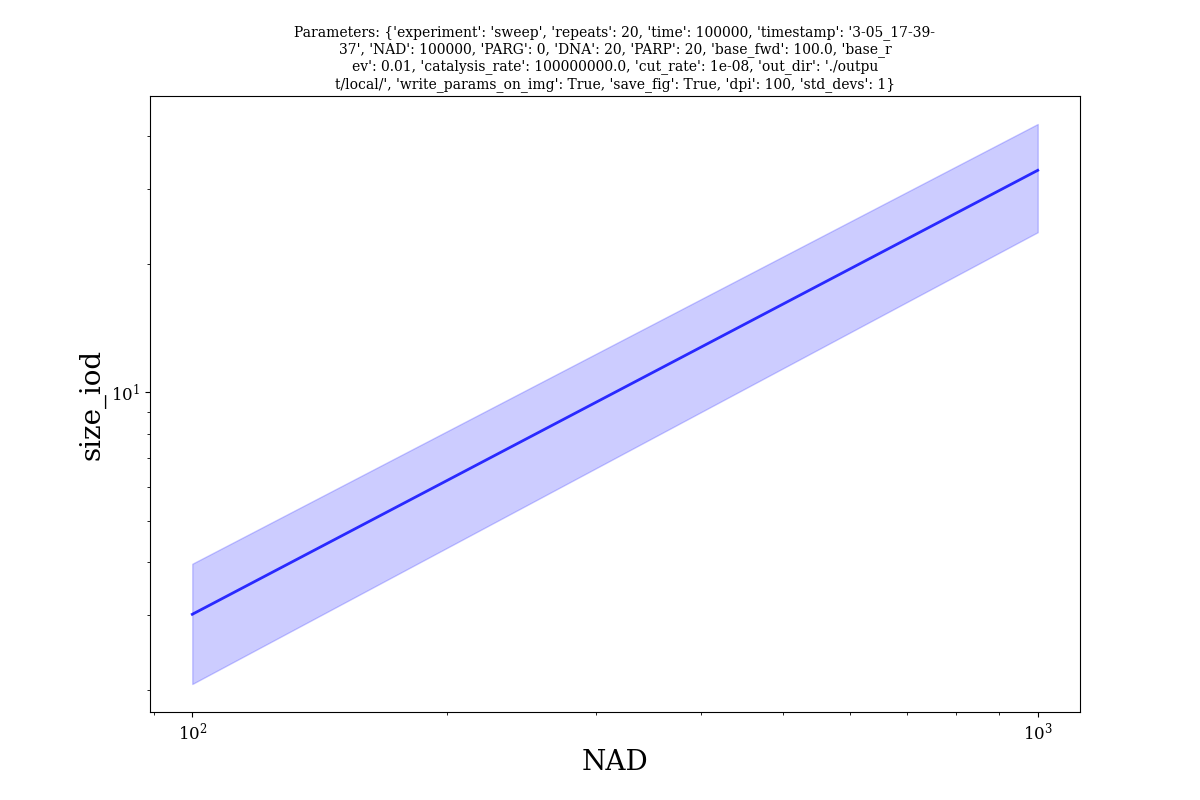 Parameters: {'experiment': 'sweep', 'repeats': 20, 'time': 100000, 'timestamp': '3-05_17-39-
37', 'NAD': 100000, 'PARG': 0, 'DNA': 20, 'PARP': 20, 'base_fwd': 100.0, 'base_r
ev': 0.01, 'catalysis_rate': 100000000.0, 'cut_rate': 1e-08, 'out_dir': './outpu
t/local/', 'write_params_on_img': True, 'save_fig': True, 'dpi': 100, 'std_devs': 1}
size_iod
10¹
10²
10³
NAD